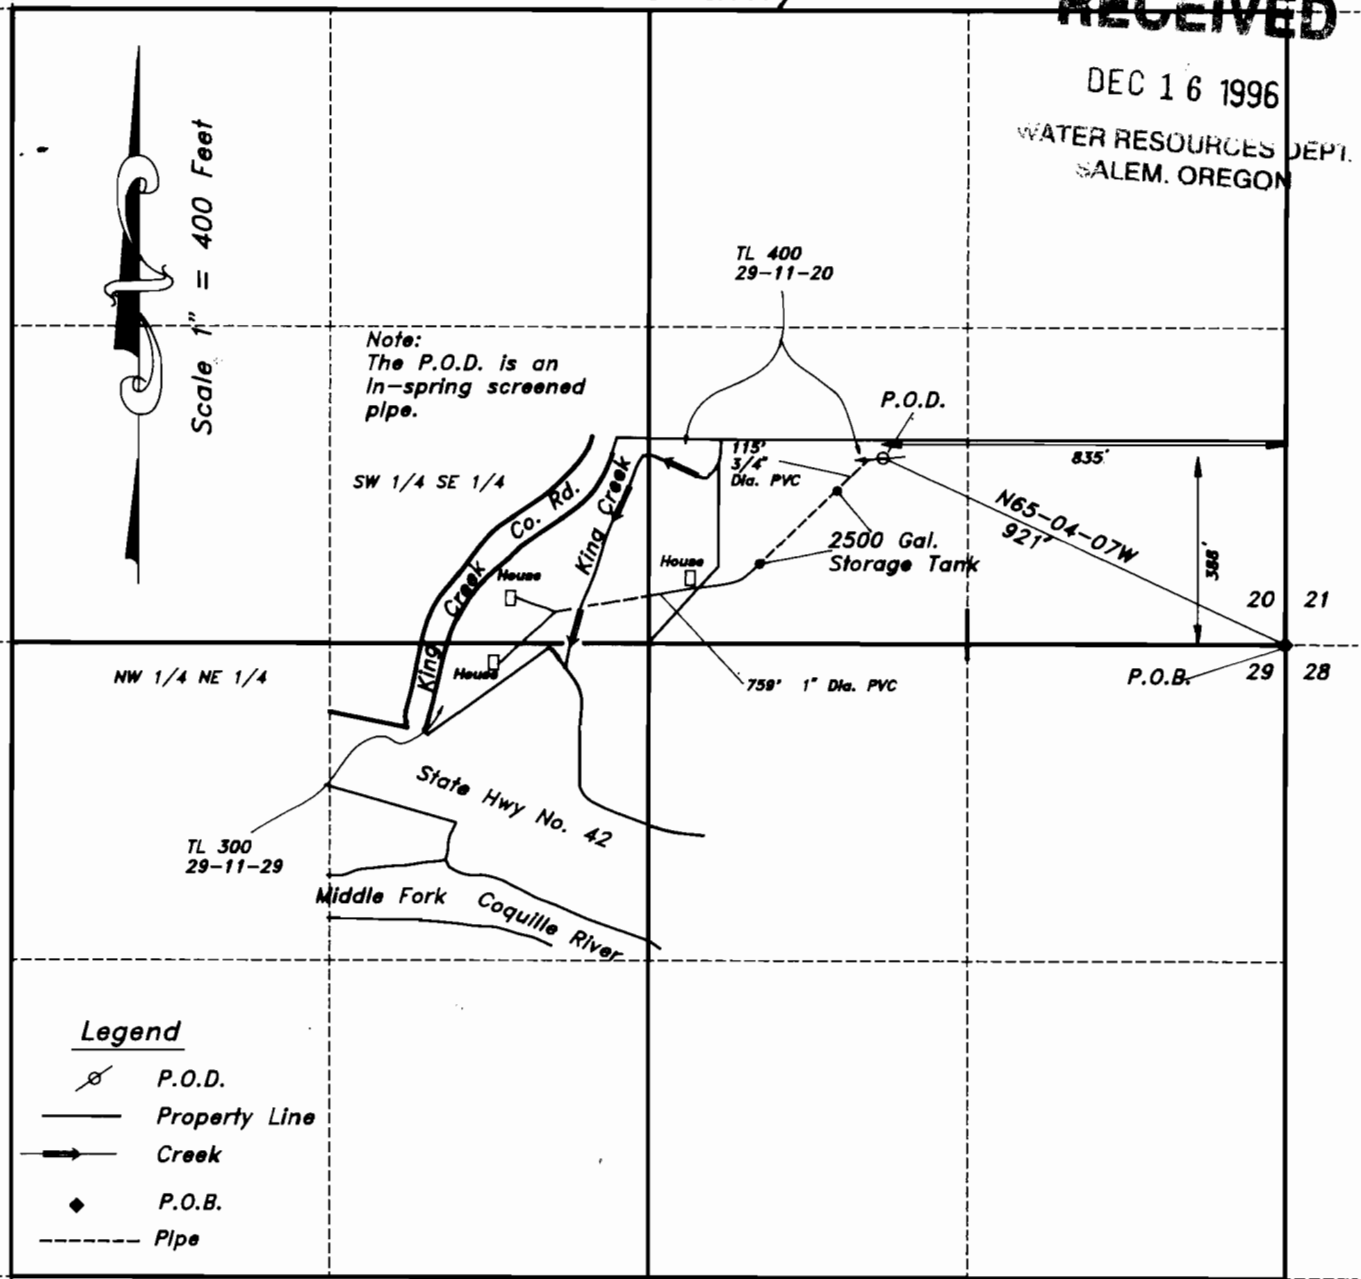 RECEIVED
DEC 16 1996
WATER RESOURCES DEPT.
SALEM. OREGON
Scale 1" = 400 Feet
TL 400
29-11-20
Note:
The P.O.D. is an
In-spring screened
pipe.
P.O.D.
835'
115'
3/4"
Dia. PVC
SW 1/4 SE 1/4
King Creek Co. Rd.
King Creek
N65-04-07W
921'
388'
2500 Gal.
Storage Tank
House
House
20 21
House
NW 1/4 NE 1/4
759' 1" Dia. PVC
P.O.B.
29 28
State Hwy No. 42
TL 300
29-11-29
Middle Fork Coquille River
Legend
P.O.D.
Property Line
Creek
P.O.B.
Pipe